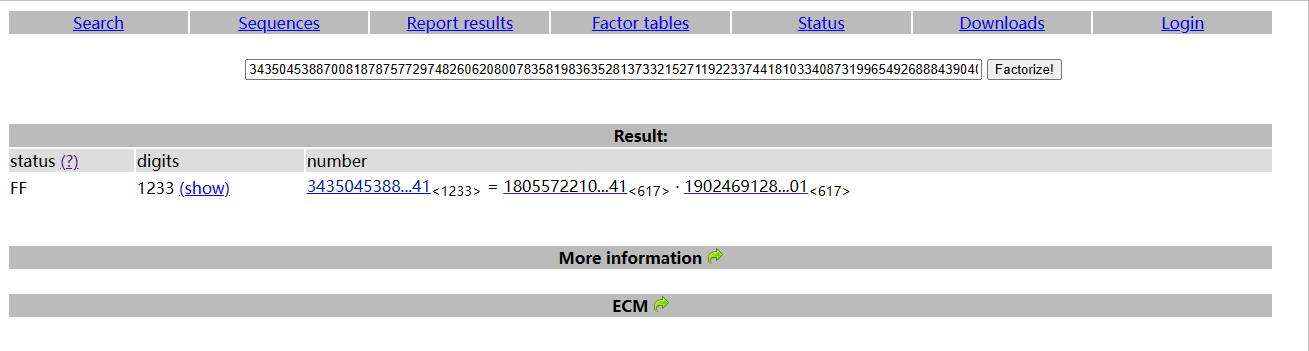 Search Sequences Report results Factor tables Status Downloads Login
34350453887008187875772974826062080078358198363528137332152711922337441810334087319965492688843904 Factorize!
Result:
status (?) digits number
FF 1233 (show) 3435045388...41<1233> = 1805572210...41<617> · 1902469128...01<617>
More information
ECM